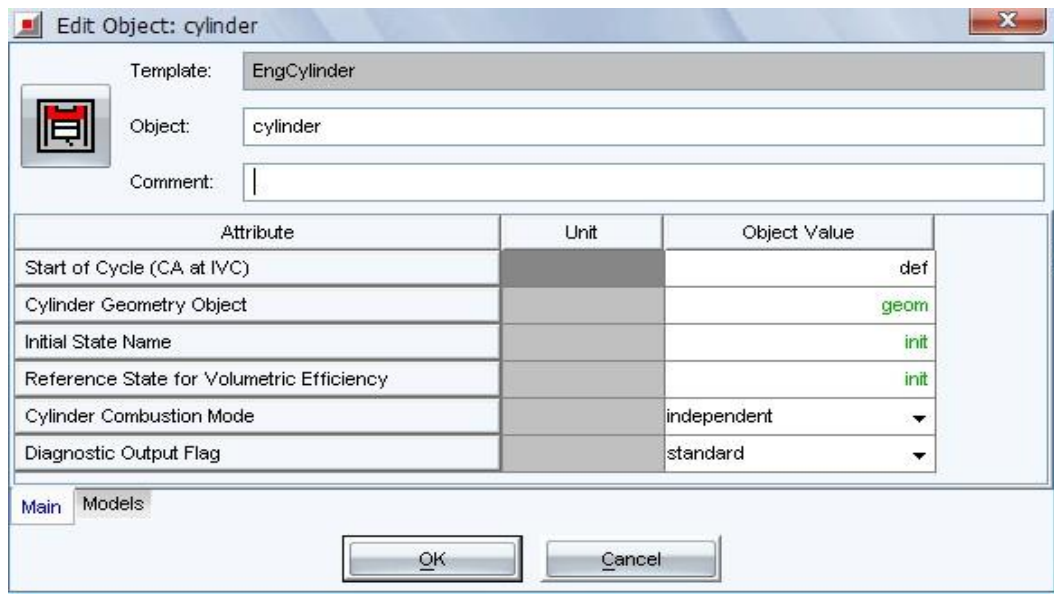 Edit Object: cylinder
Template: EngCylinder
Object: cylinder
Comment:
Attribute Unit Object Value
Start of Cycle (CA at IVC) def
Cylinder Geometry Object geom
Initial State Name init
Reference State for Volumetric Efficiency init
Cylinder Combustion Mode independent
Diagnostic Output Flag standard
Main Models
OK Cancel